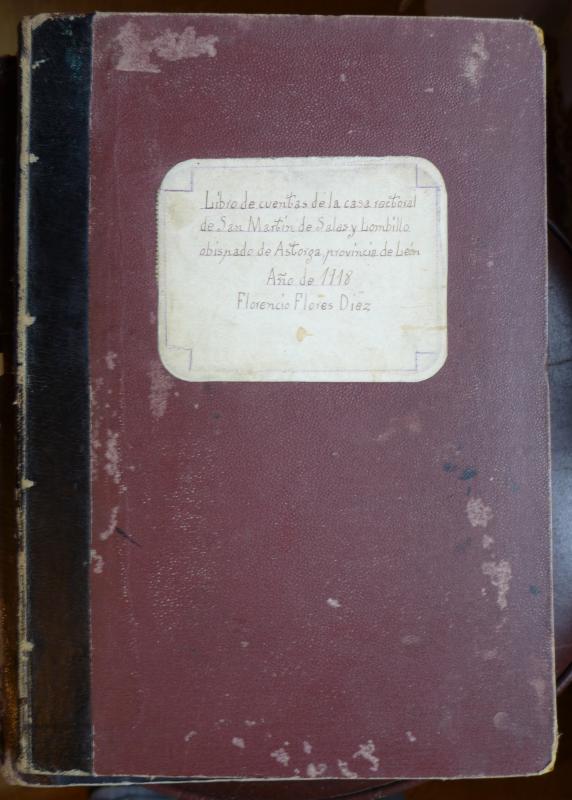 Libro de cuentas de la casa rectoral
de San Martín de Salas y Lombillo
obispado de Astorga, provincia de León
Año de 1118
Florencio Flores Diez